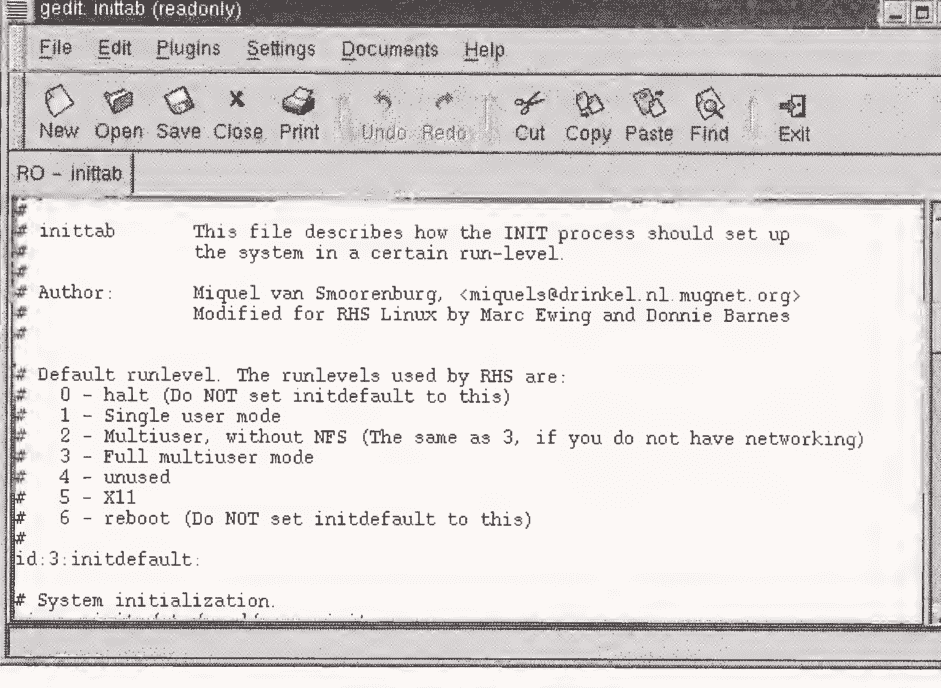 gedit: inittab (readonly)
File Edit Plugins Settings Documents Help
New Open Save Close Print Undo Redo Cut Copy Paste Find Exit
RO - inittab
#
# inittab This file describes how the INIT process should set up
# the system in a certain run-level.
#
# Author: Miquel van Smoorenburg, <miquels@drinkel.nl.mugnet.org>
# Modified for RHS Linux by Marc Ewing and Donnie Barnes
#
# Default runlevel. The runlevels used by RHS are:
# 0 - halt (Do NOT set initdefault to this)
# 1 - Single user mode
# 2 - Multiuser, without NFS (The same as 3, if you do not have networking)
# 3 - Full multiuser mode
# 4 - unused
# 5 - X11
# 6 - reboot (Do NOT set initdefault to this)
#
id:3:initdefault:
# System initialization.